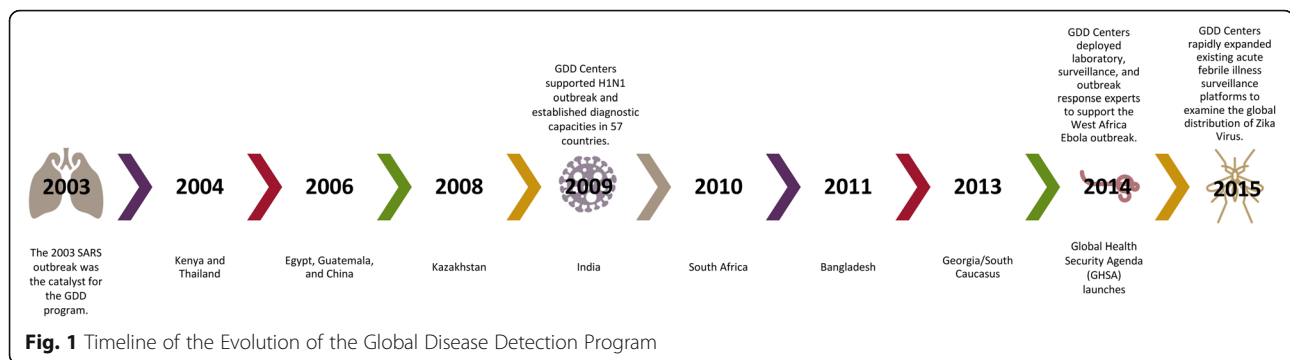 GDD Centers
supported H1N1
outbreak and
established diagnostic
capacities in 57
countries.
GDD Centers
deployed
laboratory,
surveillance, and
outbreak
response experts
to support the
West Africa
Ebola outbreak.
GDD Centers
rapidly expanded
existing acute
febrile illness
surveillance
platforms to
examine the global
distribution of Zika
Virus.
2003
2004
2006
2008
2009
2010
2011
2013
2014
2015
The 2003 SARS
outbreak was
the catalyst for
the GDD
program.
Kenya and
Thailand
Egypt, Guatemala,
and China
Kazakhstan
India
South Africa
Bangladesh
Georgia/South
Caucasus
Global Health
Security Agenda
(GHSA)
launches
Fig. 1 Timeline of the Evolution of the Global Disease Detection Program